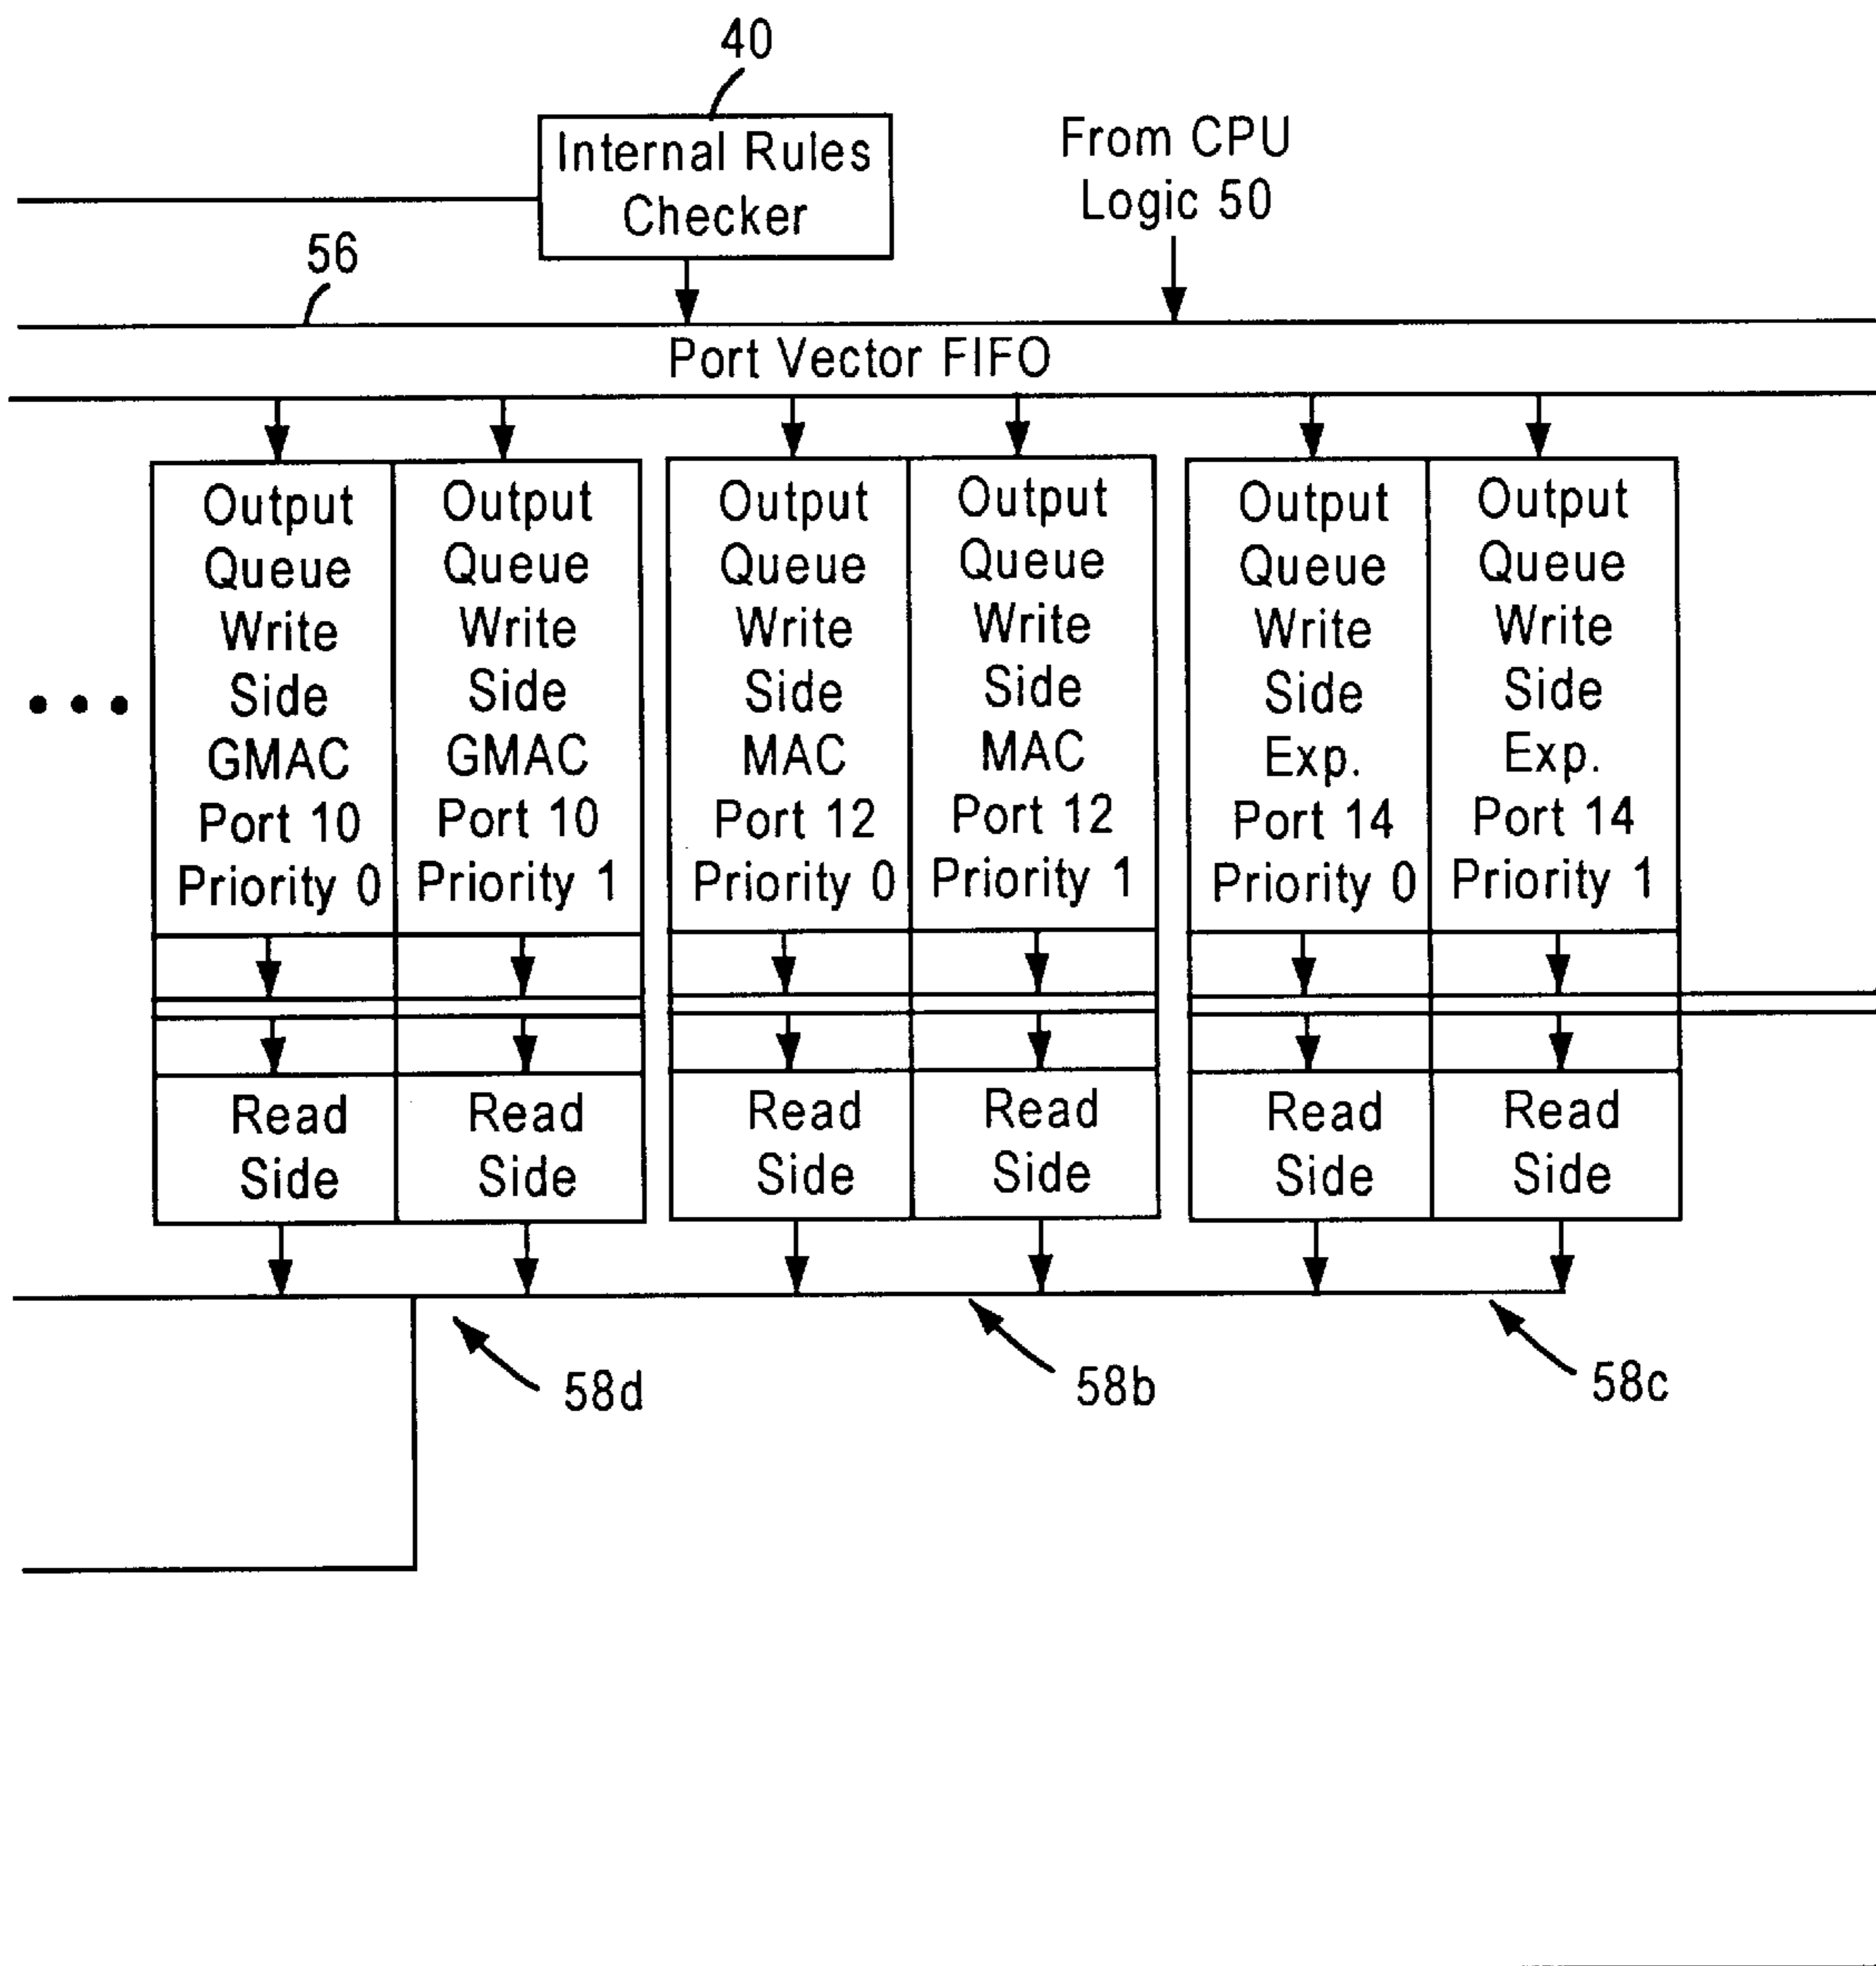 40
Internal Rules
Checker
From CPU
Logic 50
56
Port Vector FIFO
Output
Queue
Write
Side
GMAC
Port 10
Priority 0
Output
Queue
Write
Side
GMAC
Port 10
Priority 1
Output
Queue
Write
Side
MAC
Port 12
Priority 0
Output
Queue
Write
Side
MAC
Port 12
Priority 1
Output
Queue
Write
Side
Exp.
Port 14
Priority 0
Output
Queue
Write
Side
Exp.
Port 14
Priority 1
Read
Side
Read
Side
Read
Side
Read
Side
Read
Side
Read
Side
58d
58b
58c